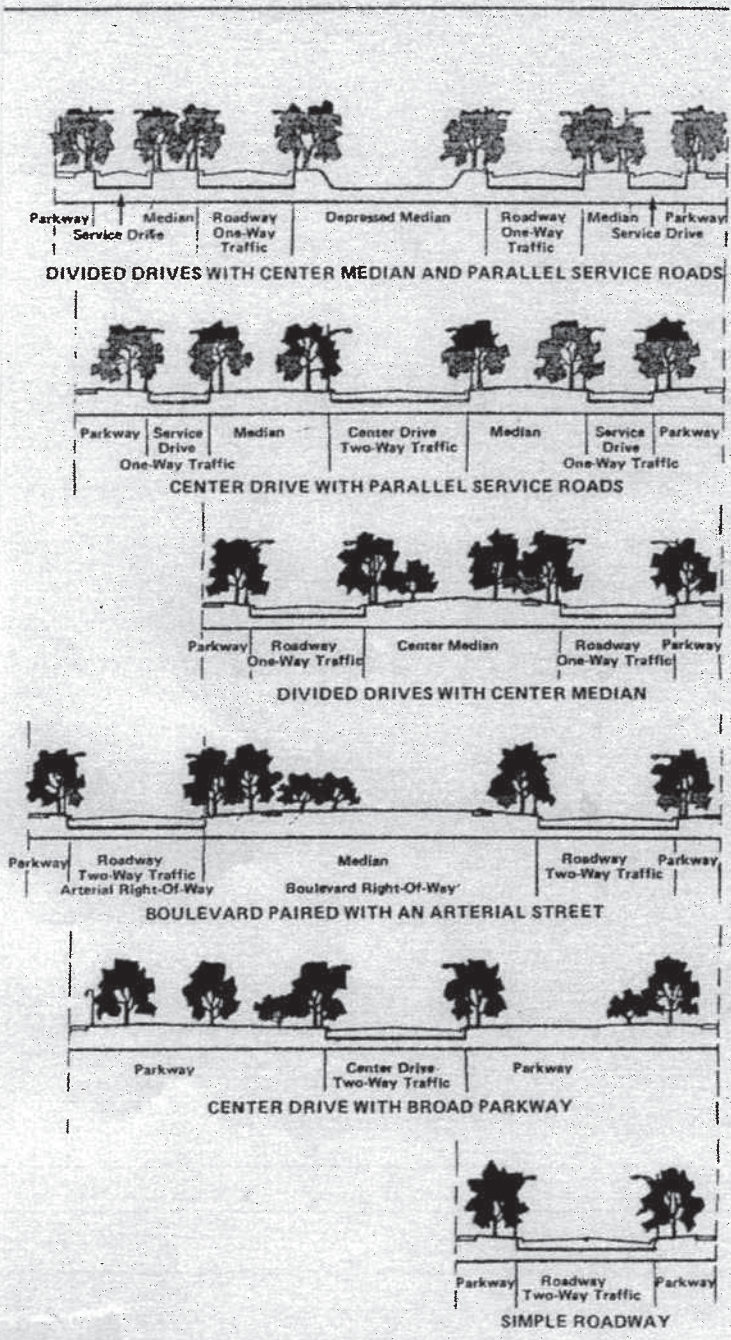 Parkway Median Roadway Depressed Median Roadway Median Parkway
Service Drive One-Way One-Way Service Drive
Traffic Traffic
DIVIDED DRIVES WITH CENTER MEDIAN AND PARALLEL SERVICE ROADS
Parkway Service Median Center Drive Median Service Parkway
Drive Two-Way Traffic Drive
One-Way Traffic One-Way Traffic
CENTER DRIVE WITH PARALLEL SERVICE ROADS
Parkway Roadway Center Median Roadway Parkway
One-Way Traffic One-Way Traffic
DIVIDED DRIVES WITH CENTER MEDIAN
Parkway Roadway Median Roadway Parkway
Two-Way Traffic Two-Way Traffic
Arterial Right-Of-Way Boulevard Right-Of-Way
BOULEVARD PAIRED WITH AN ARTERIAL STREET
Parkway Center Drive Parkway
Two-Way Traffic
CENTER DRIVE WITH BROAD PARKWAY
Parkway Roadway Parkway
Two-Way Traffic
SIMPLE ROADWAY